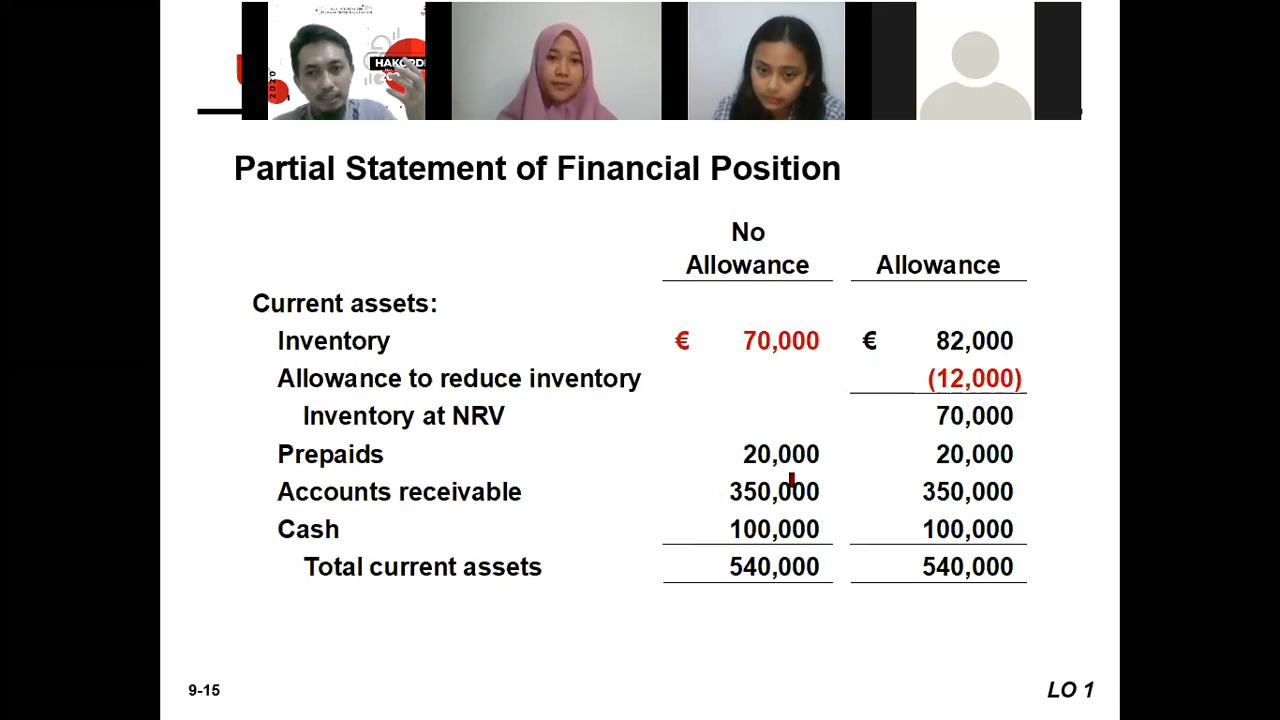 HAKORDI
2020
Partial Statement of Financial Position
No
Allowance Allowance
Current assets:
Inventory € 70,000 € 82,000
Allowance to reduce inventory (12,000)
Inventory at NRV 70,000
Prepaids 20,000 20,000
Accounts receivable 350,000 350,000
Cash 100,000 100,000
Total current assets 540,000 540,000
9-15 LO 1